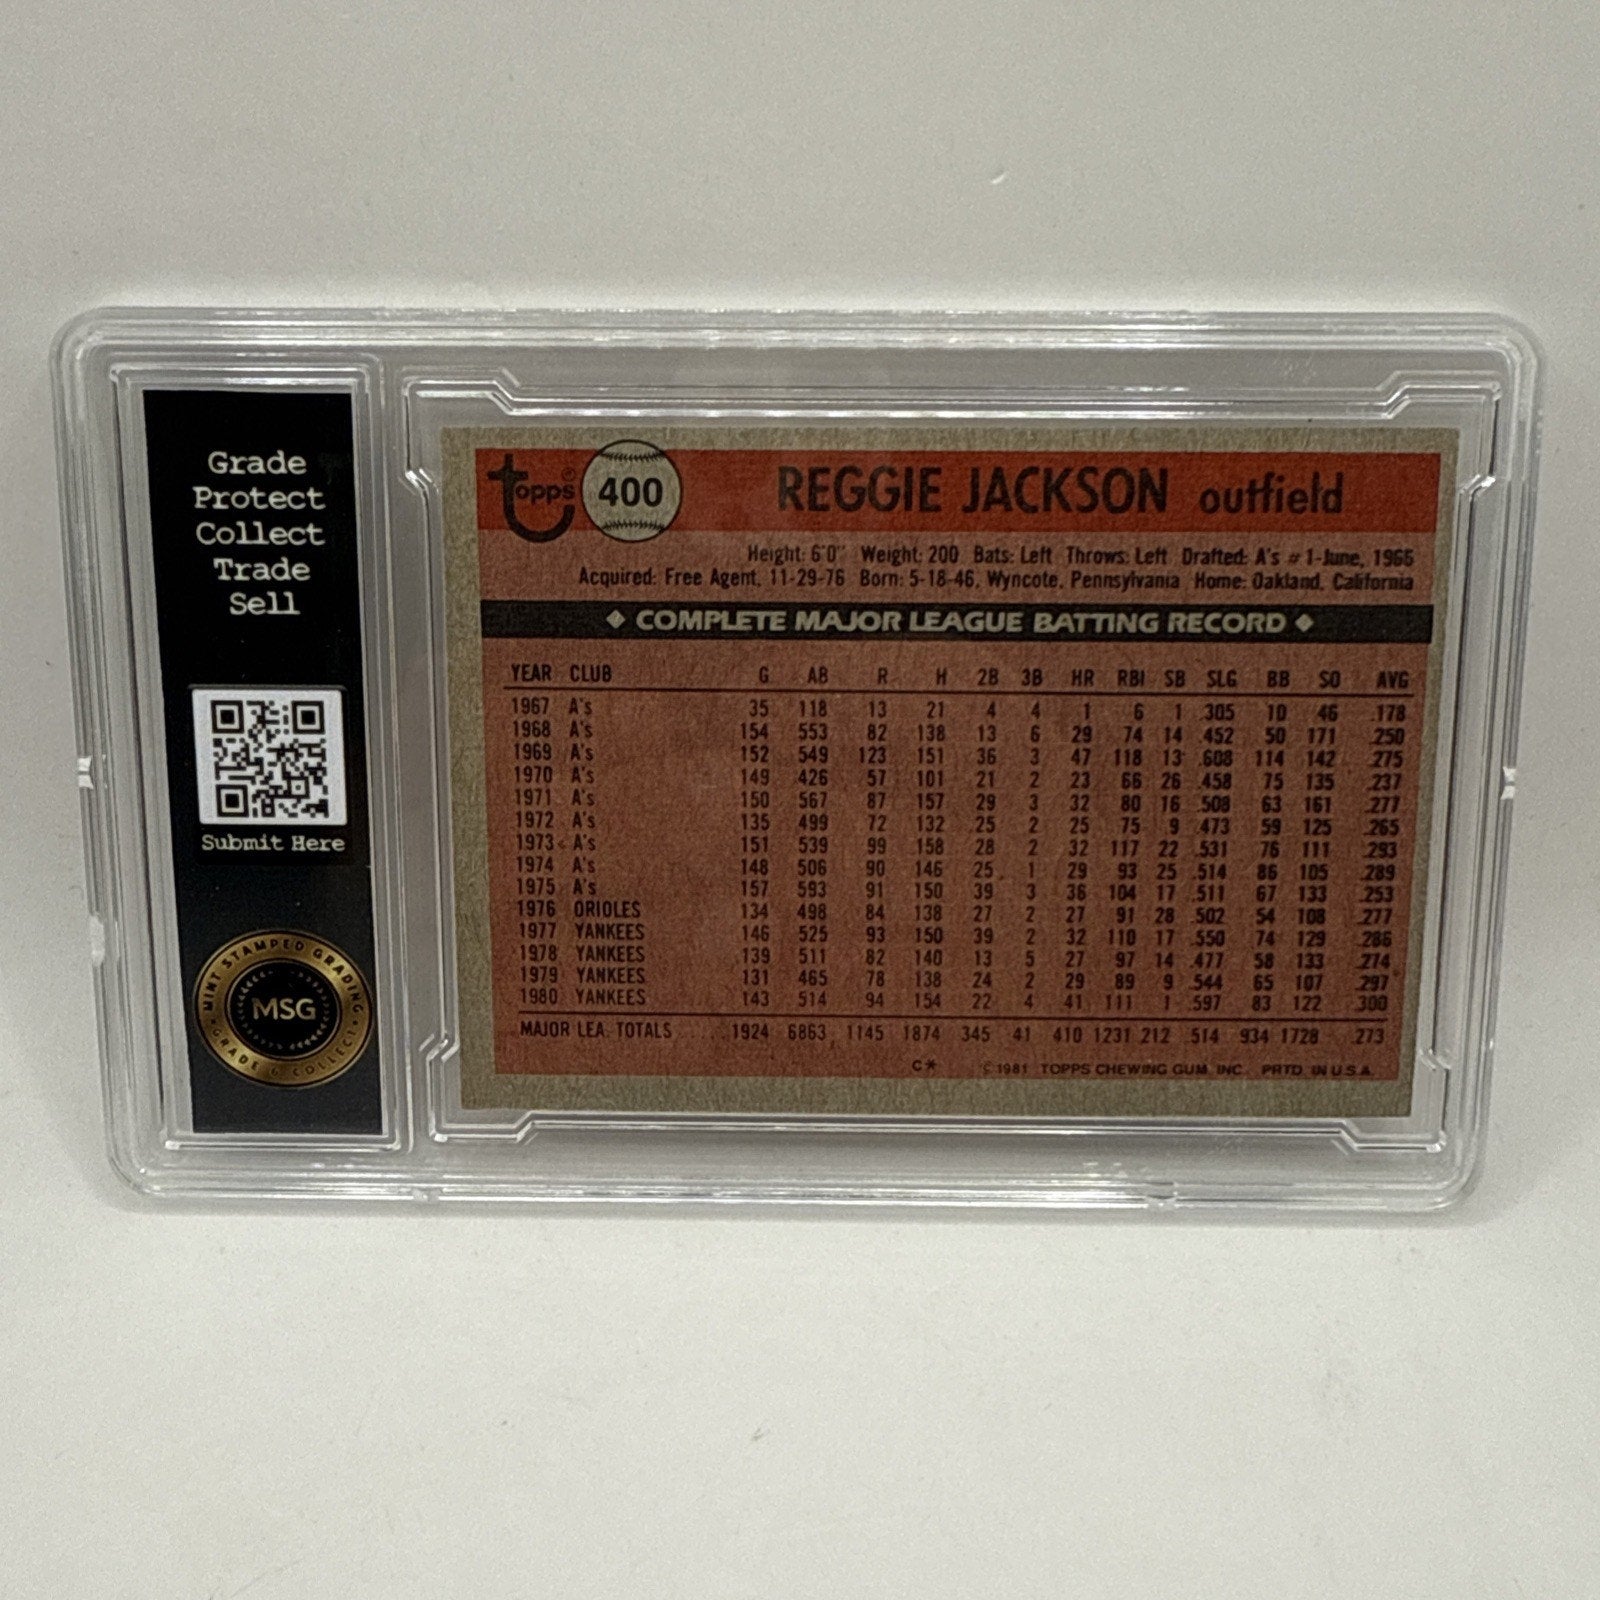 Grade
Protect
Collect
Trade
Sell
Submit Here
MINT STAMPED GRADING
MSG
GRADE & COLLECT
topps® 400 REGGIE JACKSON outfield
Height: 6'0" Weight: 200 Bats: Left Throws: Left Drafted: A's #1-June, 1966
Acquired: Free Agent, 11-29-76 Born: 5-18-46, Wyncote, Pennsylvania Home: Oakland, California
◆ COMPLETE MAJOR LEAGUE BATTING RECORD ◆
YEAR CLUB G AB R H 2B 3B HR RBI SB SLG BB SO AVG
1967 A's 35 118 13 21 4 4 1 6 1 .305 10 46 .178
1968 A's 154 553 82 138 13 6 29 74 14 .452 50 171 .250
1969 A's 152 549 123 151 36 3 47 118 13 .608 114 142 .275
1970 A's 149 426 57 101 21 2 23 66 26 .458 75 135 .237
1971 A's 150 567 87 157 29 3 32 80 16 .508 63 161 .277
1972 A's 135 499 72 132 25 2 25 75 9 .473 59 125 .265
1973 A's 151 539 99 158 28 2 32 117 22 .531 76 111 .293
1974 A's 148 506 90 146 25 1 29 93 25 .514 86 105 .289
1975 A's 157 593 91 150 39 3 36 104 17 .511 67 133 .253
1976 ORIOLES 134 498 84 138 27 2 27 91 28 .502 54 108 .277
1977 YANKEES 146 525 93 150 39 2 32 110 17 .550 74 129 .286
1978 YANKEES 139 511 82 140 13 5 27 97 14 .477 58 133 .274
1979 YANKEES 131 465 78 138 24 2 29 89 9 .544 65 107 .297
1980 YANKEES 143 514 94 154 22 4 41 111 1 .597 83 122 .300
MAJOR LEA. TOTALS 1924 6863 1145 1874 345 41 410 1231 212 .514 934 1728 .273
C* © 1981 TOPPS CHEWING GUM, INC. PRTD. IN U.S.A.